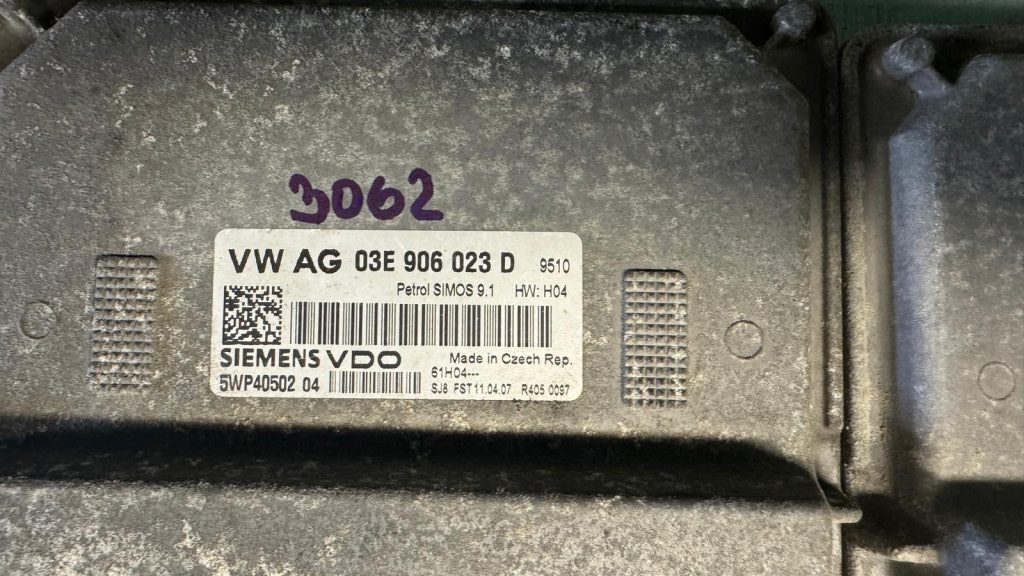 3062
VW AG 03E 906 023 D 9510
Petrol SIMOS 9.1 HW: H04
SIEMENS VDO Made in Czech Rep.
61H04---
5WP40502 04 SJ8 FST 11.04.07 R405 0097